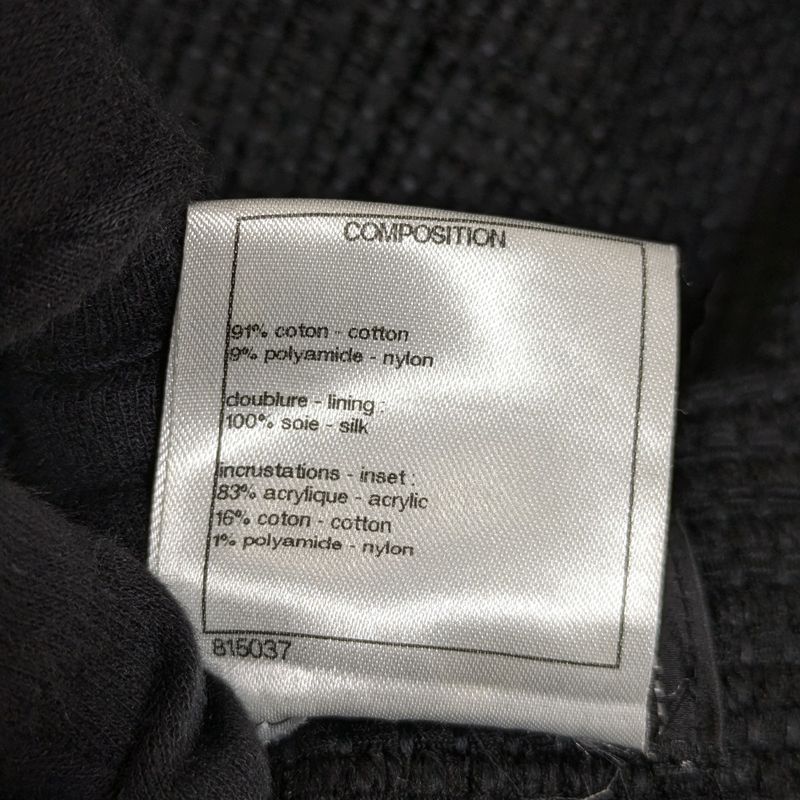 COMPOSITION
91% coton - cotton
9% polyamide - nylon
doublure - lining :
100% soie - silk
incrustations - inset :
83% acrylique - acrylic
16% coton - cotton
1% polyamide - nylon
815037